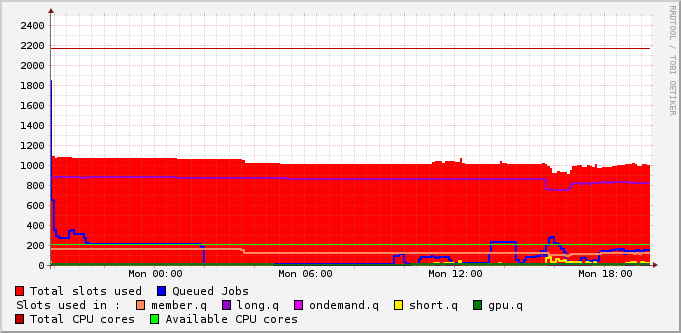 2400
2200
2000
1800
1600
1400
1200
1000
800
600
400
200
0
Mon 00:00 Mon 06:00 Mon 12:00 Mon 18:00
Total slots used Queued Jobs
Slots used in : member.q long.q ondemand.q short.q gpu.q
Total CPU cores Available CPU cores
RRDTOOL / TOBI OETIKER